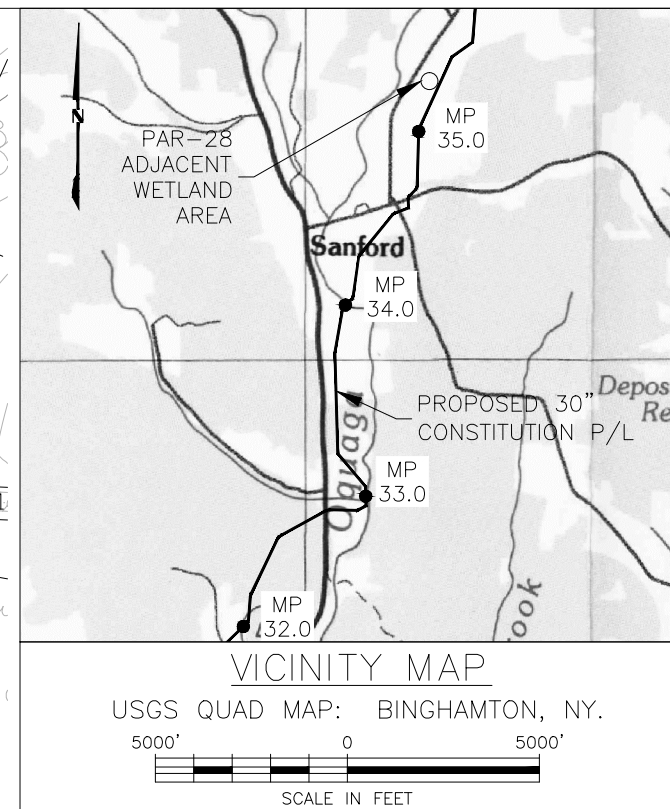 N
PAR-28
ADJACENT
WETLAND
AREA
MP
35.0
Sanford
MP
34.0
PROPOSED 30"
CONSTITUTION P/L
Oquaga
MP
33.0
MP
32.0
VICINITY MAP
USGS QUAD MAP: BINGHAMTON, NY.
5000' 0 5000'
SCALE IN FEET